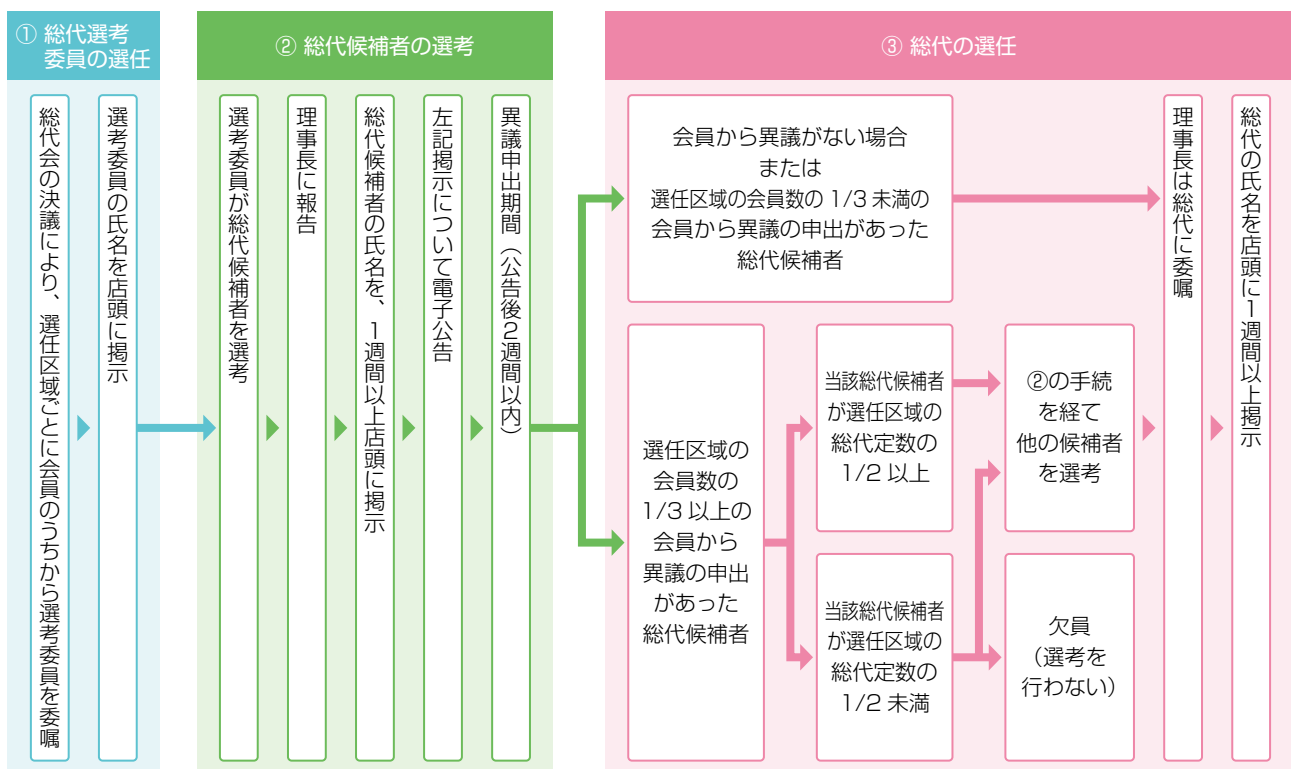 ① 総代選考
委員の選任
総代会の決議により、選任区域ごとに会員のうちから選考委員を委嘱
選考委員の氏名を店頭に掲示
② 総代候補者の選考
選考委員が総代候補者を選考
理事長に報告
総代候補者の氏名を、1週間以上店頭に掲示
左記掲示について電子公告
異議申出期間（公告後2週間以内）
③ 総代の選任
会員から異議がない場合
または
選任区域の会員数の 1/3 未満の
会員から異議の申出があった
総代候補者
選任区域の
会員数の
1/3 以上の
会員から
異議の申出
があった
総代候補者
当該総代候補者
が選任区域の
総代定数の
1/2 以上
当該総代候補者
が選任区域の
総代定数の
1/2 未満
②の手続
を経て
他の候補者
を選考
欠員
（選考を
行わない）
理事長は総代に委嘱
総代の氏名を店頭に1週間以上掲示